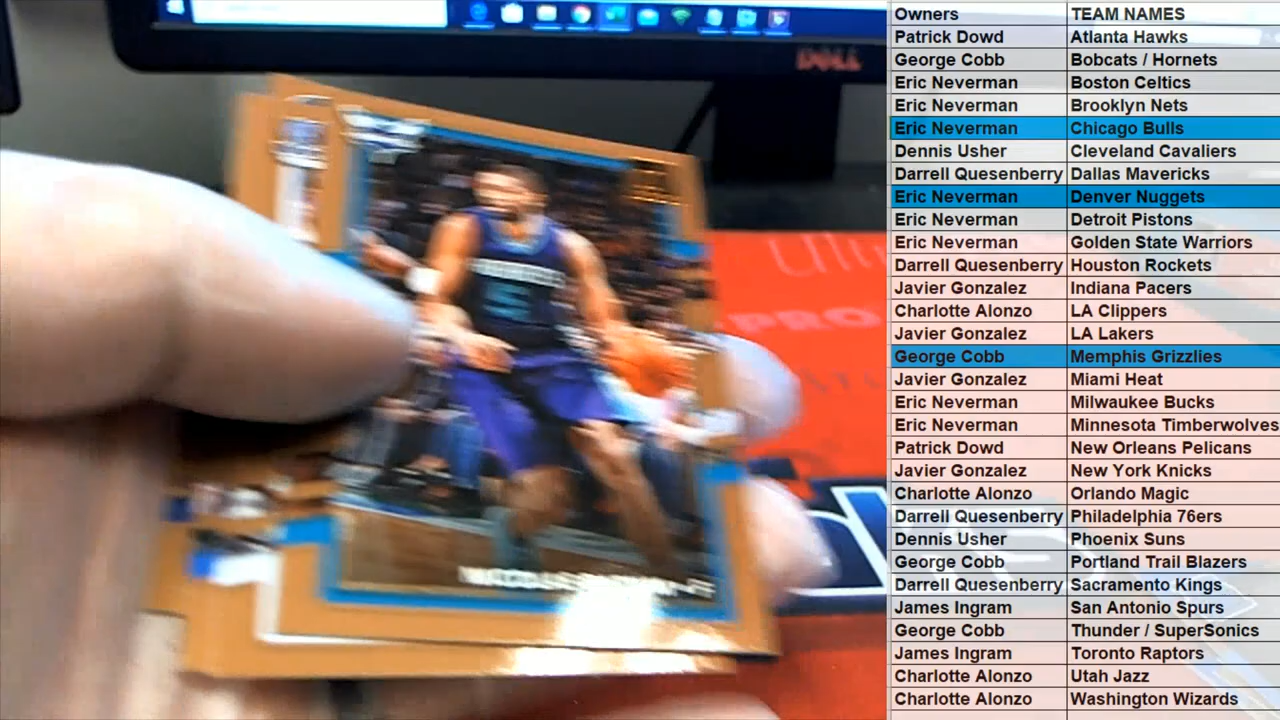 DELL
Ult
PRO
Owners TEAM NAMES
Patrick Dowd Atlanta Hawks
George Cobb Bobcats / Hornets
Eric Neverman Boston Celtics
Eric Neverman Brooklyn Nets
Eric Neverman Chicago Bulls
Dennis Usher Cleveland Cavaliers
Darrell Quesenberry Dallas Mavericks
Eric Neverman Denver Nuggets
Eric Neverman Detroit Pistons
Eric Neverman Golden State Warriors
Darrell Quesenberry Houston Rockets
Javier Gonzalez Indiana Pacers
Charlotte Alonzo LA Clippers
Javier Gonzalez LA Lakers
George Cobb Memphis Grizzlies
Javier Gonzalez Miami Heat
Eric Neverman Milwaukee Bucks
Eric Neverman Minnesota Timberwolves
Patrick Dowd New Orleans Pelicans
Javier Gonzalez New York Knicks
Charlotte Alonzo Orlando Magic
Darrell Quesenberry Philadelphia 76ers
Dennis Usher Phoenix Suns
George Cobb Portland Trail Blazers
Darrell Quesenberry Sacramento Kings
James Ingram San Antonio Spurs
George Cobb Thunder / SuperSonics
James Ingram Toronto Raptors
Charlotte Alonzo Utah Jazz
Charlotte Alonzo Washington Wizards